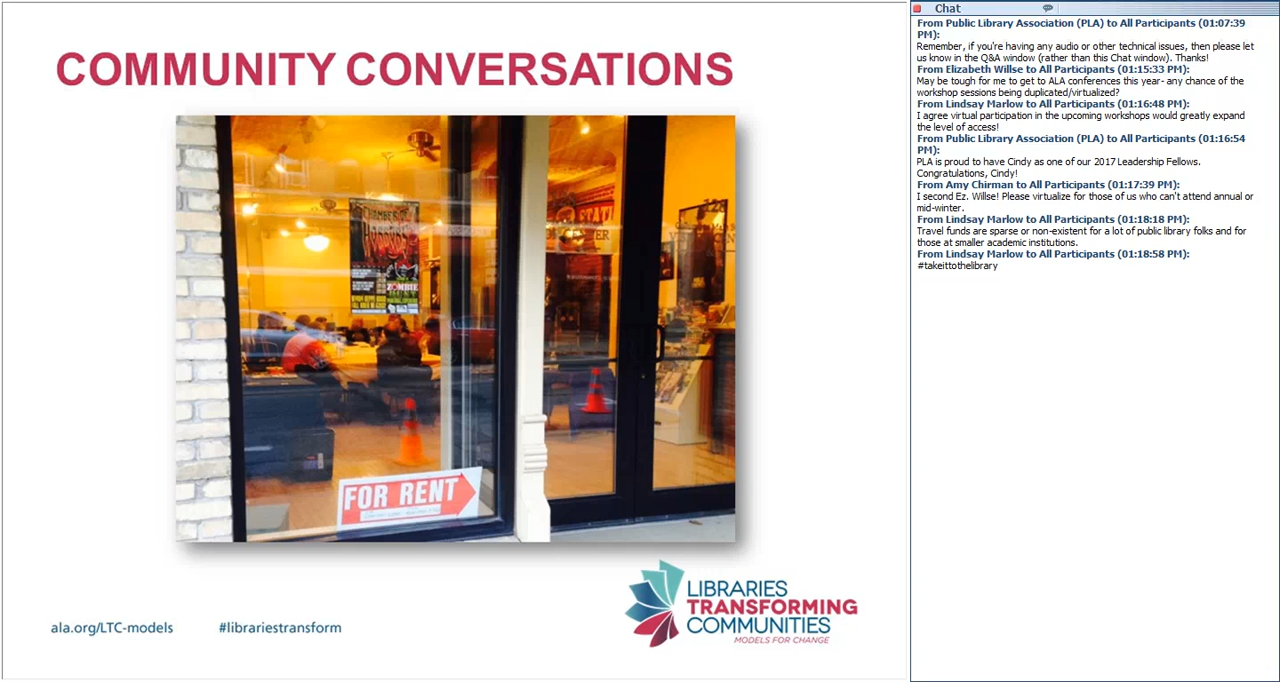 COMMUNITY CONVERSATIONS
CHAMBER OF
HORRORS
ZOMBIE
FOR RENT
LIBRARIES
TRANSFORMING
COMMUNITIES
MODELS FOR CHANGE
ala.org/LTC-models
#librariestransform
Chat
From Public Library Association (PLA) to All Participants (01:07:39
PM):
Remember, if you're having any audio or other technical issues, then please let
us know in the Q&A window (rather than this Chat window). Thanks!
From Elizabeth Willse to All Participants (01:15:33 PM):
May be tough for me to get to ALA conferences this year- any chance of the
workshop sessions being duplicated/virtualized?
From Lindsay Marlow to All Participants (01:16:48 PM):
I agree virtual participation in the upcoming workshops would greatly expand
the level of access!
From Public Library Association (PLA) to All Participants (01:16:54
PM):
PLA is proud to have Cindy as one of our 2017 Leadership Fellows.
Congratulations, Cindy!
From Amy Chirman to All Participants (01:17:39 PM):
I second Ez. Willse! Please virtualize for those of us who can't attend annual or
mid-winter.
From Lindsay Marlow to All Participants (01:18:18 PM):
Travel funds are sparse or non-existent for a lot of public library folks and for
those at smaller academic institutions.
From Lindsay Marlow to All Participants (01:18:58 PM):
#takeittothelibrary